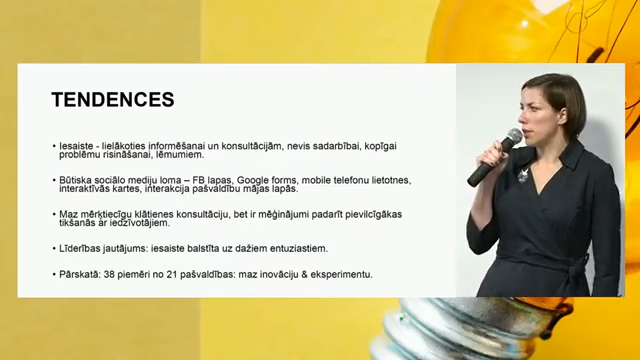 TENDENCES
• Iesaiste - lielākoties informēšanai un konsultācijām, nevis sadarbībai, kopīgai
problēmu risināšanai, lēmumiem.
• Būtiska sociālo mediju loma – FB lapas, Google forms, mobile telefonu lietotnes,
interaktīvās kartes, interakcija pašvaldību mājas lapās.
• Maz mērķtiecīgu klātienes konsultāciju, bet ir mēģinājumi padarīt pievilcīgākas
tikšanās ar iedzīvotājiem.
• Līderības jautājums: iesaiste balstīta uz dažiem entuziastiem.
• Pārskatā: 38 piemēri no 21 pašvaldības: maz inovāciju & eksperimentu.